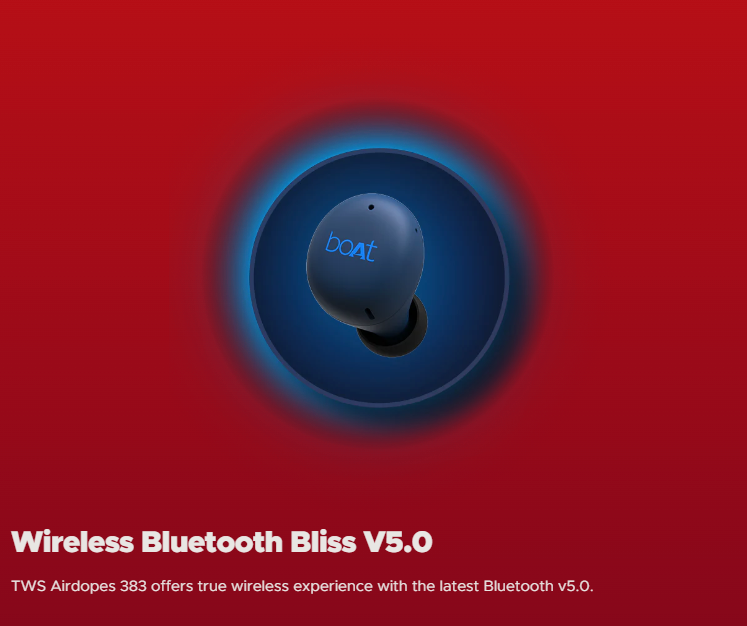 boAt
Wireless Bluetooth Bliss V5.0
TWS Airdopes 383 offers true wireless experience with the latest Bluetooth v5.0.